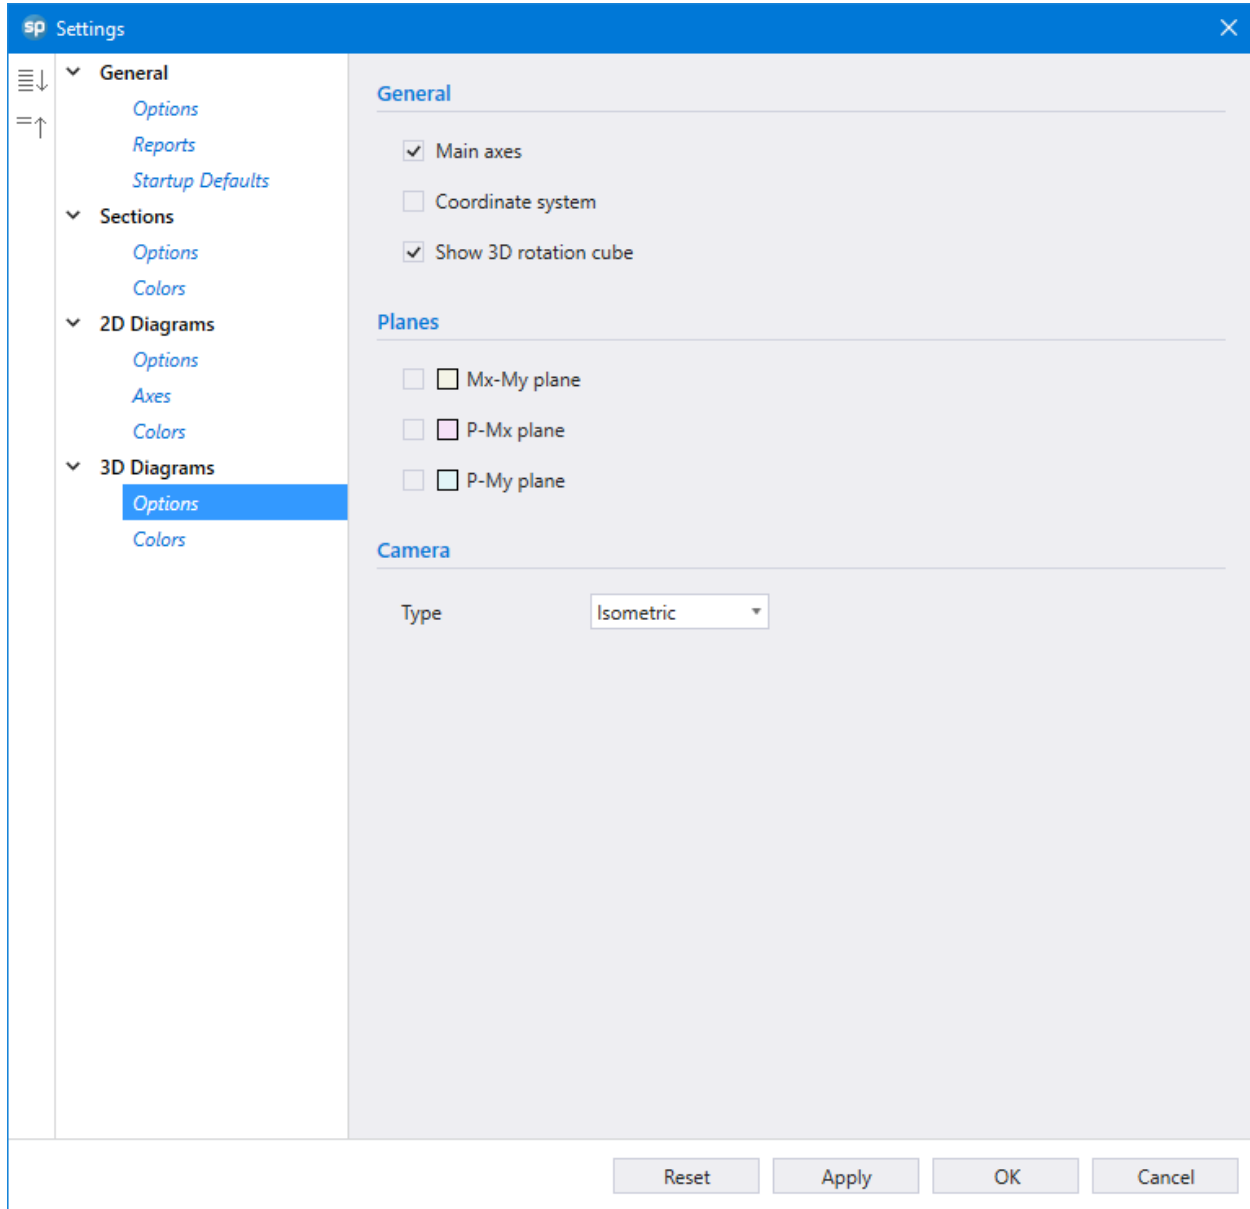 sp Settings
General
Options
Reports
Startup Defaults
Sections
Options
Colors
2D Diagrams
Options
Axes
Colors
3D Diagrams
Options
Colors
General
Main axes
Coordinate system
Show 3D rotation cube
Planes
Mx-My plane
P-Mx plane
P-My plane
Camera
Type Isometric
Reset Apply OK Cancel